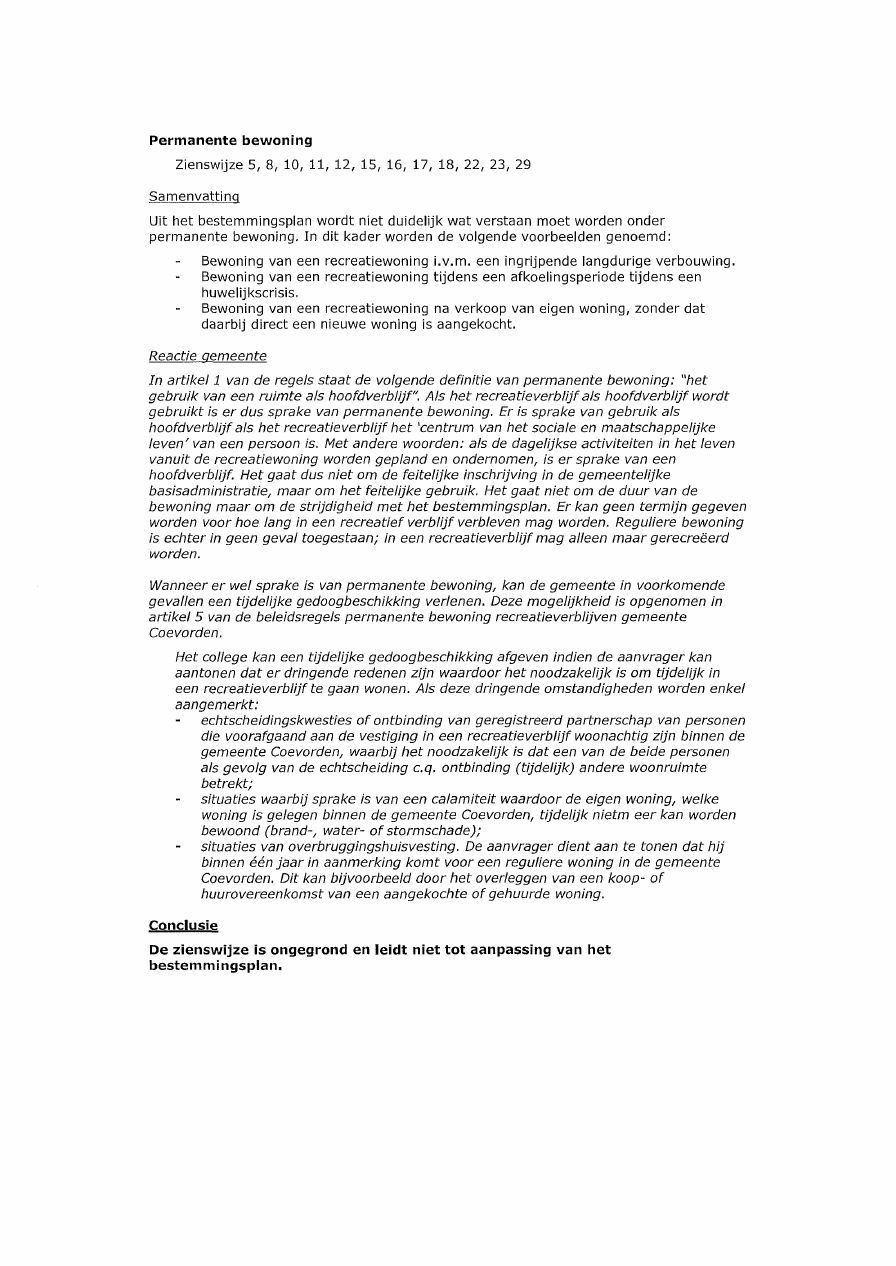 Permanente bewoning
Zienswijze 5, 8, 10, 11, 12, 15, 16, 17, 18, 22, 23, 29
Samenvatting
Uit het bestemmingsplan wordt niet duidelijk wat verstaan moet worden onder
permanente bewoning. In dit kader worden de volgende voorbeelden genoemd:
- Bewoning van een recreatiewoning i.v.m. een ingrijpende langdurige verbouwing.
- Bewoning van een recreatiewoning tijdens een afkoelingsperiode tijdens een
huwelijkscrisis.
- Bewoning van een recreatiewoning na verkoop van eigen woning, zonder dat
daarbij direct een nieuwe woning is aangekocht.
Reactie gemeente
In artikel 1 van de regels staat de volgende definitie van permanente bewoning: "het
gebruik van een ruimte als hoofdverblijf". Als het recreatieverblijf als hoofdverblijf wordt
gebruikt is er dus sprake van permanente bewoning. Er is sprake van gebruik als
hoofdverblijf als het recreatieverblijf het 'centrum van het sociale en maatschappelijke
leven' van een persoon is. Met andere woorden: als de dagelijkse activiteiten in het leven
vanuit de recreatiewoning worden gepland en ondernomen, is er sprake van een
hoofdverblijf. Het gaat dus niet om de feitelijke inschrijving in de gemeentelijke
basisadministratie, maar om het feitelijke gebruik. Het gaat niet om de duur van de
bewoning maar om de strijdigheid met het bestemmingsplan. Er kan geen termijn gegeven
worden voor hoe lang in een recreatief verblijf verbleven mag worden. Reguliere bewoning
is echter in geen geval toegestaan; in een recreatieverblijf mag alleen maar gerecreëerd
worden.
Wanneer er wel sprake is van permanente bewoning, kan de gemeente in voorkomende
gevallen een tijdelijke gedoogbeschikking verlenen. Deze mogelijkheid is opgenomen in
artikel 5 van de beleidsregels permanente bewoning recreatieverblijven gemeente
Coevorden.
Het college kan een tijdelijke gedoogbeschikking afgeven indien de aanvrager kan
aantonen dat er dringende redenen zijn waardoor het noodzakelijk is om tijdelijk in
een recreatieverblijf te gaan wonen. Als deze dringende omstandigheden worden enkel
aangemerkt:
- echtscheidingskwesties of ontbinding van geregistreerd partnerschap van personen
die voorafgaand aan de vestiging in een recreatieverblijf woonachtig zijn binnen de
gemeente Coevorden, waarbij het noodzakelijk is dat een van de beide personen
als gevolg van de echtscheiding c.q. ontbinding (tijdelijk) andere woonruimte
betrekt;
- situaties waarbij sprake is van een calamiteit waardoor de eigen woning, welke
woning is gelegen binnen de gemeente Coevorden, tijdelijk nietm eer kan worden
bewoond (brand-, water- of stormschade);
- situaties van overbruggingshuisvesting. De aanvrager dient aan te tonen dat hij
binnen één jaar in aanmerking komt voor een reguliere woning in de gemeente
Coevorden. Dit kan bijvoorbeeld door het overleggen van een koop- of
huurovereenkomst van een aangekochte of gehuurde woning.
Conclusie
De zienswijze is ongegrond en leidt niet tot aanpassing van het
bestemmingsplan.